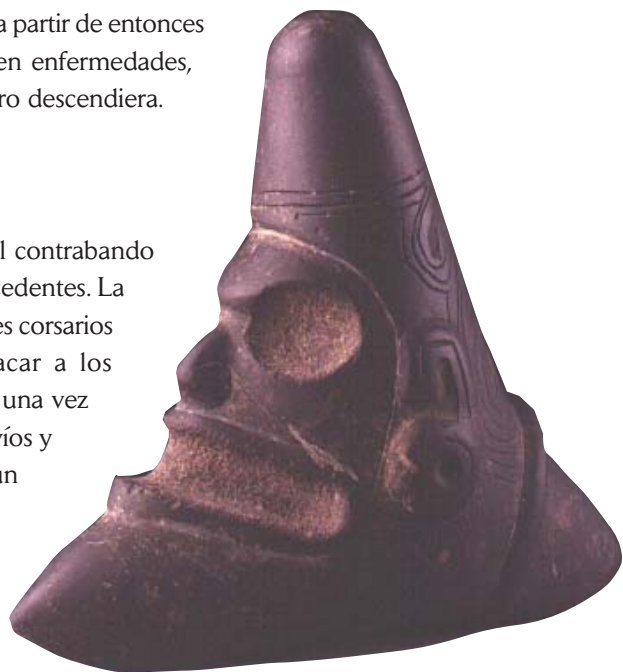 a partir de entonces
en enfermedades,
ro descendiera.
l contrabando
edentes. La
es corsarios
acar a los
una vez
víos y
un